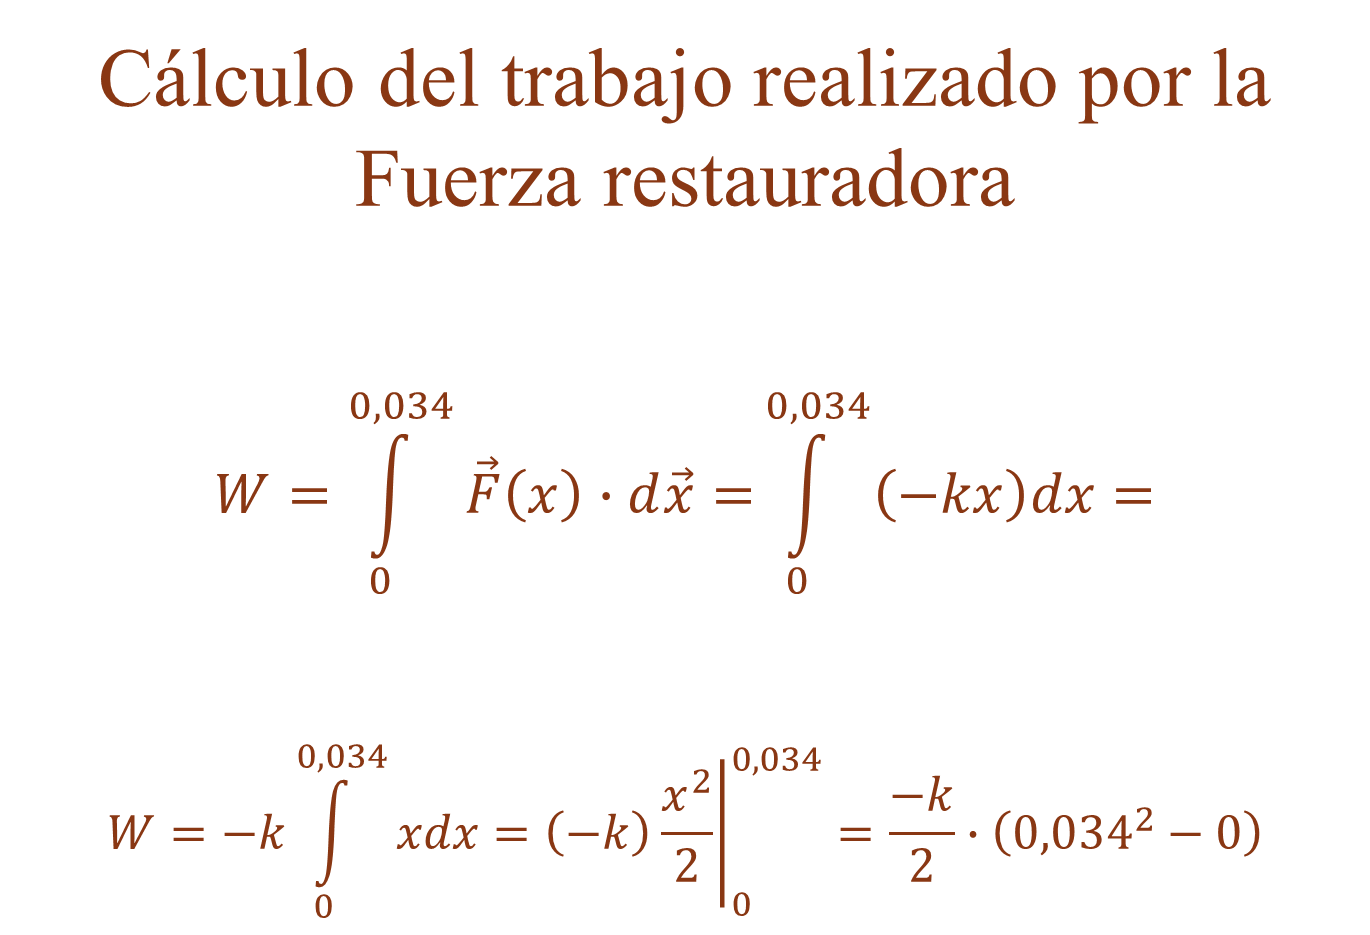 Cálculo del trabajo realizado por la
Fuerza restauradora
W = ∫₀^{0,034} F⃗(x) · dx⃗ = ∫₀^{0,034} (−kx)dx =
W = −k ∫₀^{0,034} xdx = (−k) x²/2 |₀^{0,034} = −k/2 · (0,034² − 0)